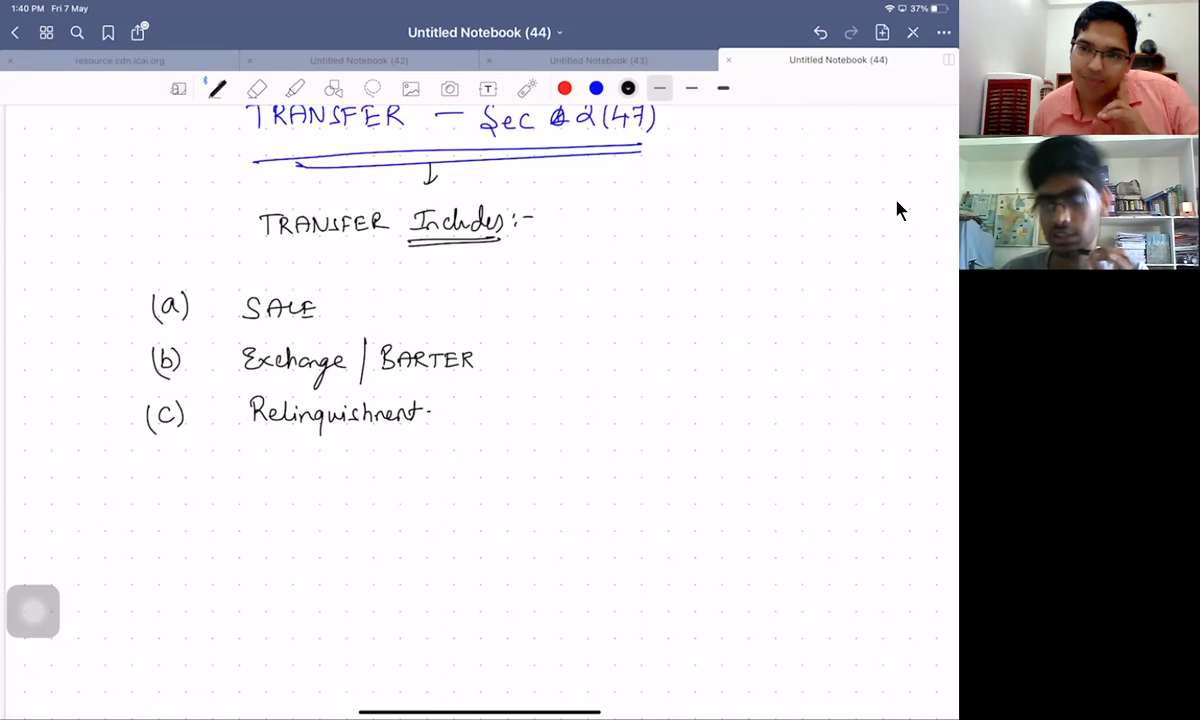 1:40 PM Fri 7 May
37%
Untitled Notebook (44)
resource.cdn.icai.org
Untitled Notebook (42)
Untitled Notebook (43)
Untitled Notebook (44)
TRANSFER — Sec 2(47)
TRANSFER Includes:-
(a) SALE
(b) Exchange / BARTER
(c) Relinquishment.